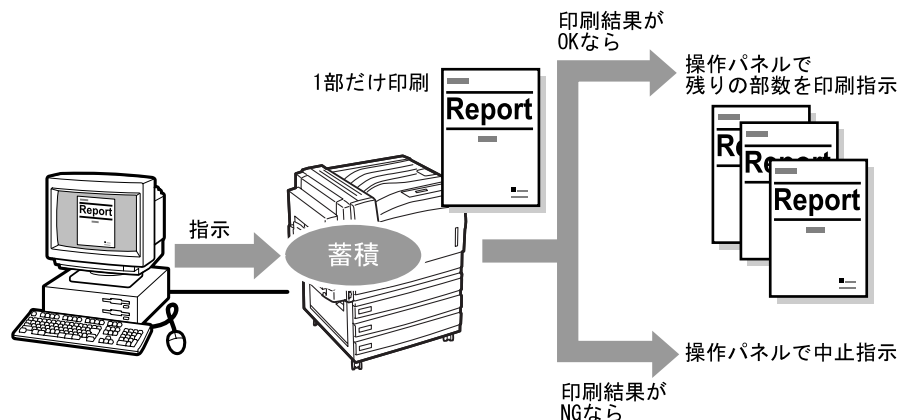 印刷結果が
OKなら
操作パネルで
残りの部数を印刷指示
1部だけ印刷
Report
Report
Report
Report
Report
指示
蓄積
操作パネルで中止指示
印刷結果が
NGなら